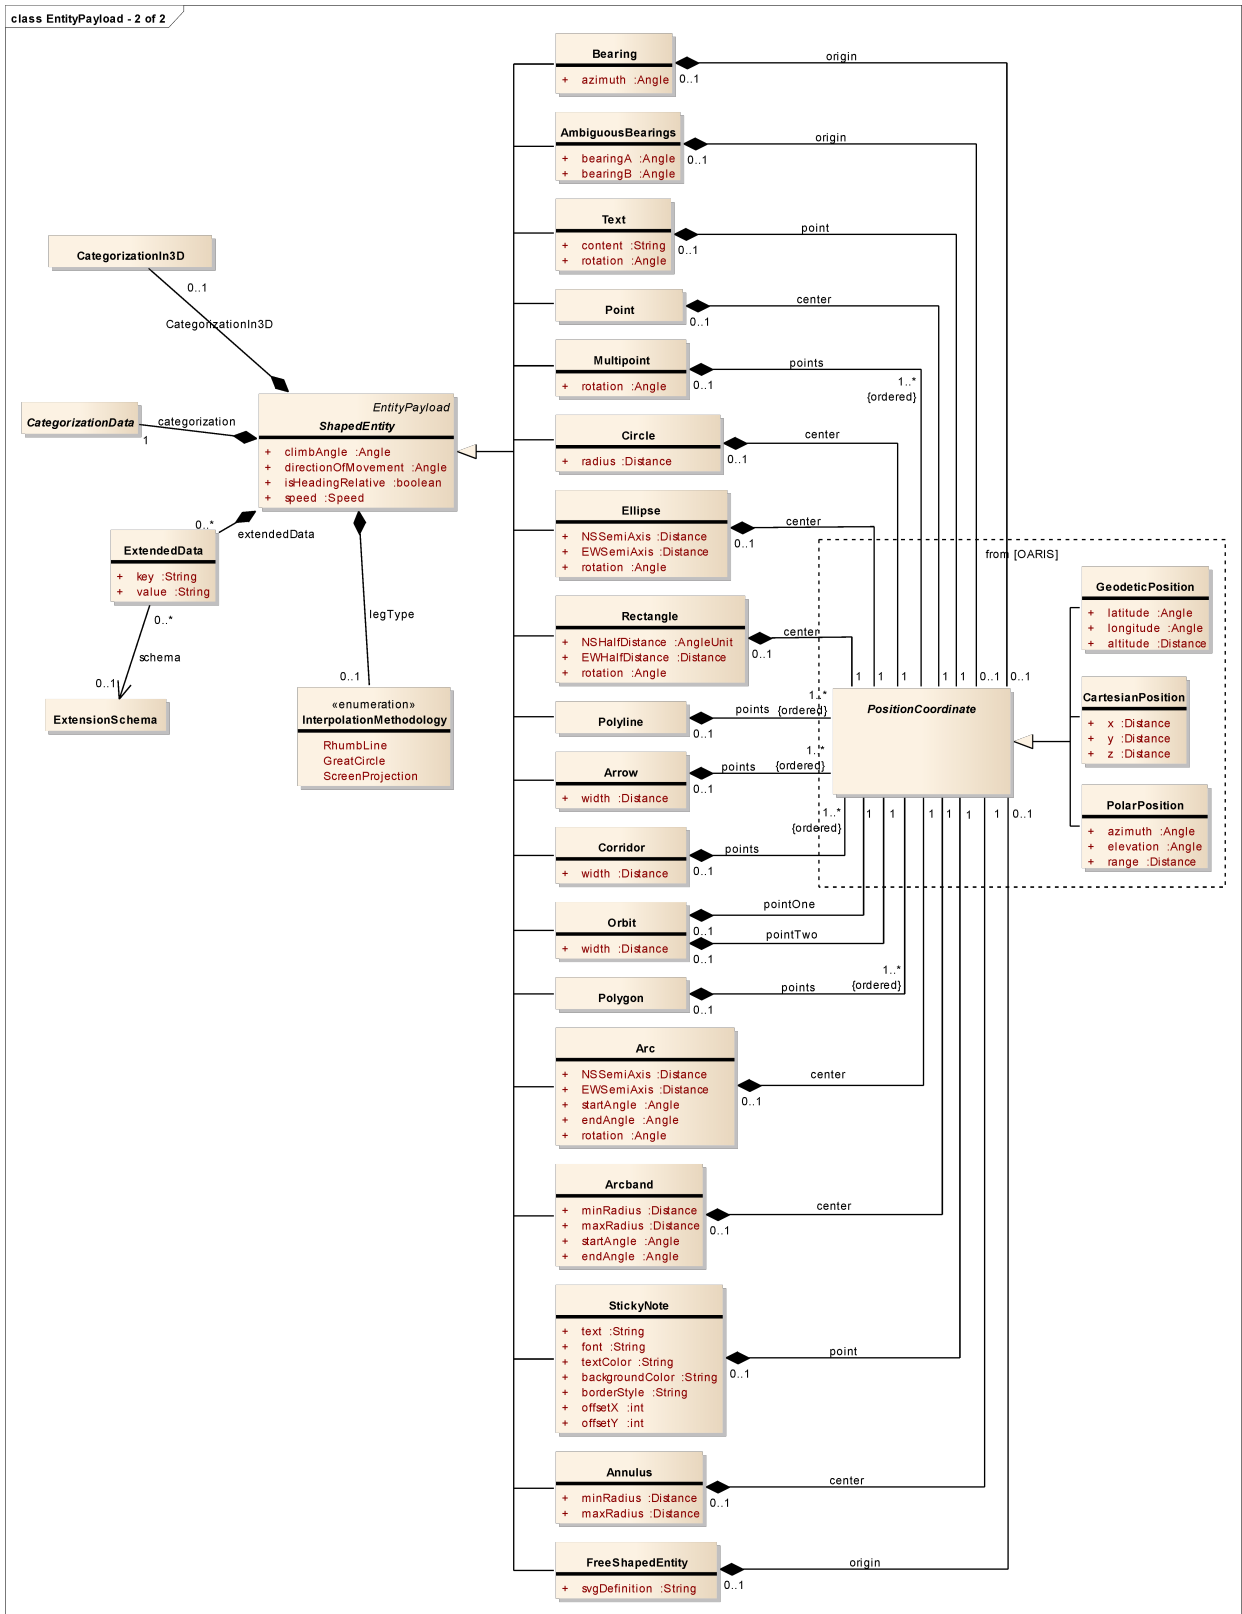 class EntityPayload - 2 of 2
Bearing
+ azimuth :Angle
0..1
origin
AmbiguousBearings
+ bearingA :Angle
+ bearingB :Angle
0..1
origin
Text
+ content :String
+ rotation :Angle
0..1
point
Point
0..1
center
Multipoint
+ rotation :Angle
0..1
points
1..*
{ordered}
Circle
+ radius :Distance
0..1
center
Ellipse
+ NSSemiAxis :Distance
+ EWSemiAxis :Distance
+ rotation :Angle
0..1
center
Rectangle
+ NSHalfDistance :AngleUnit
+ EWHalfDistance :Distance
+ rotation :Angle
0..1
center
Polyline
0..1
points
1..*
{ordered}
Arrow
+ width :Distance
0..1
points
1..*
{ordered}
Corridor
+ width :Distance
0..1
points
1..*
{ordered}
Orbit
+ width :Distance
0..1
pointOne
0..1
pointTwo
Polygon
0..1
points
1..*
{ordered}
Arc
+ NSSemiAxis :Distance
+ EWSemiAxis :Distance
+ startAngle :Angle
+ endAngle :Angle
+ rotation :Angle
0..1
center
Arcband
+ minRadius :Distance
+ maxRadius :Distance
+ startAngle :Angle
+ endAngle :Angle
0..1
center
StickyNote
+ text :String
+ font :String
+ textColor :String
+ backgroundColor :String
+ borderStyle :String
+ offsetX :int
+ offsetY :int
0..1
point
Annulus
+ minRadius :Distance
+ maxRadius :Distance
0..1
center
FreeShapedEntity
+ svgDefinition :String
0..1
origin
CategorizationIn3D
0..1
CategorizationIn3D
CategorizationData
categorization
1
EntityPayload
ShapedEntity
+ climbAngle :Angle
+ directionOfMovement :Angle
+ isHeadingRelative :boolean
+ speed :Speed
0..*
extendedData
ExtendedData
+ key :String
+ value :String
0..*
schema
0..1
ExtensionSchema
legType
0..1
«enumeration»
InterpolationMethodology
RhumbLine
GreatCircle
ScreenProjection
from [OARIS]
1 1 1 1 1 1 0..1 0..1
PositionCoordinate
1 1 1 1 1 1 1 0..1
GeodeticPosition
+ latitude :Angle
+ longitude :Angle
+ altitude :Distance
CartesianPosition
+ x :Distance
+ y :Distance
+ z :Distance
PolarPosition
+ azimuth :Angle
+ elevation :Angle
+ range :Distance